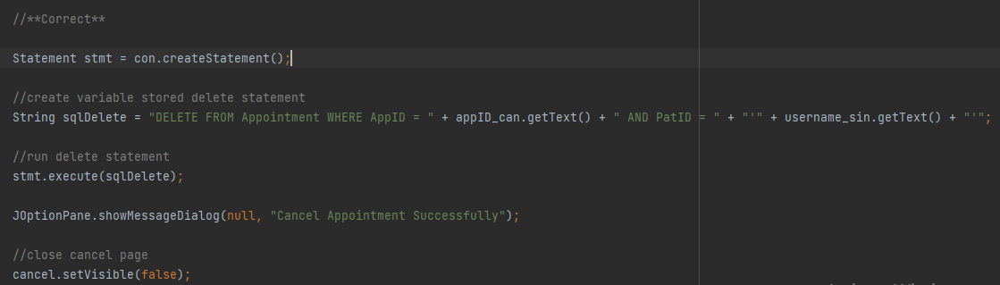 //**Correct**
Statement stmt = con.createStatement();
//create variable stored delete statement
String sqlDelete = "DELETE FROM Appointment WHERE AppID = " + appID_can.getText() + " AND PatID = " + "'" + username_sin.getText() + "'";
//run delete statement
stmt.execute(sqlDelete);
JOptionPane.showMessageDialog(null, "Cancel Appointment Successfully");
//close cancel page
cancel.setVisible(false);